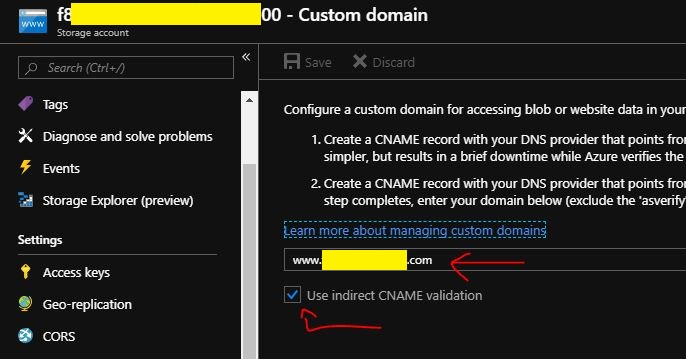 f8 00 - Custom domain
www
Storage account
Search (Ctrl+/)
«
Save Discard
Tags
Diagnose and solve problems
Events
Storage Explorer (preview)
Settings
Access keys
Geo-replication
CORS
Configure a custom domain for accessing blob or website data in your
1. Create a CNAME record with your DNS provider that points from
simpler, but results in a brief downtime while Azure verifies the
2. Create a CNAME record with your DNS provider that points from
step completes, enter your domain below (exclude the 'asverify
Learn more about managing custom domains
www. .com
Use indirect CNAME validation